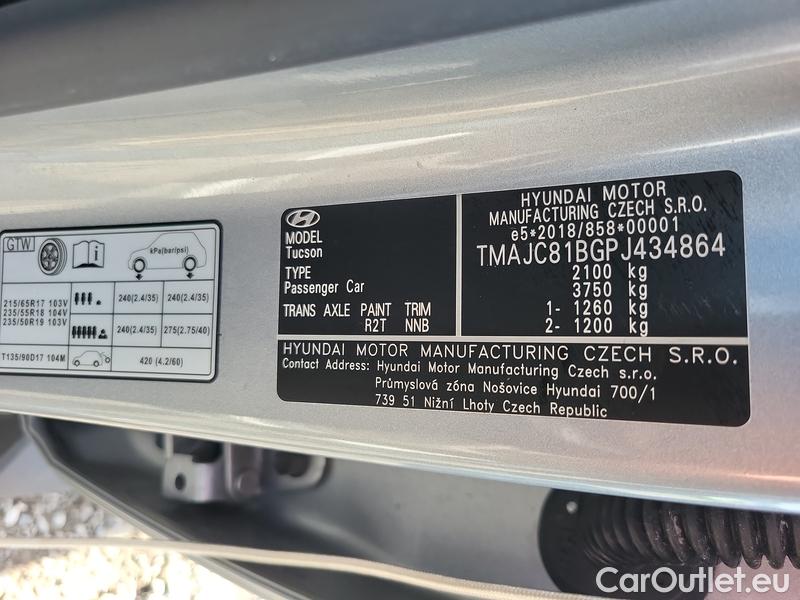 GTW
i
kPa(bar/psi)
215/65R17 103V
235/55R18 104V
235/50R19 103V
240(2.4/35) 240(2.4/35)
240(2.4/35) 275(2.75/40)
T135/90D17 104M
420 (4.2/60)
MODEL
Tucson
TYPE
Passenger Car
TRANS AXLE PAINT TRIM
R2T NNB
HYUNDAI MOTOR
MANUFACTURING CZECH S.R.O.
e5*2018/858*00001
TMAJC81BGPJ434864
2100 kg
3750 kg
1- 1260 kg
2- 1200 kg
HYUNDAI MOTOR MANUFACTURING CZECH S.R.O.
Contact Address: Hyundai Motor Manufacturing Czech s.r.o.
Průmyslová zóna Nošovice Hyundai 700/1
739 51 Nižní Lhoty Czech Republic
CarOutlet.eu